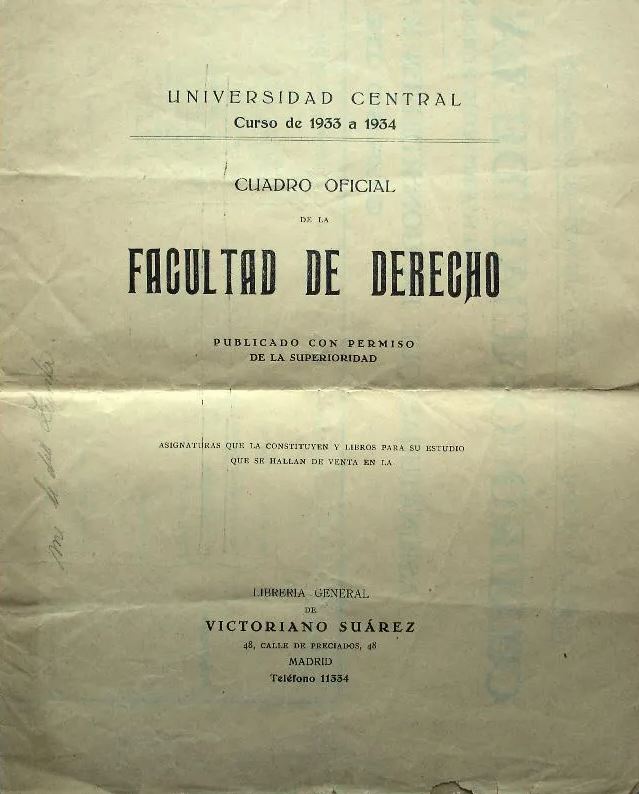 UNIVERSIDAD CENTRAL
Curso de 1933 a 1934
CUADRO OFICIAL
DE LA
FACULTAD DE DERECHO
PUBLICADO CON PERMISO
DE LA SUPERIORIDAD
ASIGNATURAS QUE LA CONSTITUYEN Y LIBROS PARA SU ESTUDIO
QUE SE HALLAN DE VENTA EN LA
LIBRERIA GENERAL
DE
VICTORIANO SUÁREZ
48, CALLE DE PRECIADOS, 48
MADRID
Teléfono 11334